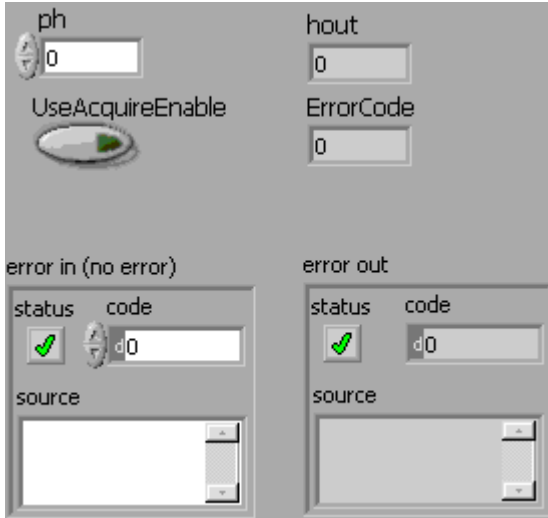 ph
hout
0
0
UseAcquireEnable
ErrorCode
0
error in (no error)
error out
status code
status code
d0
d0
source
source